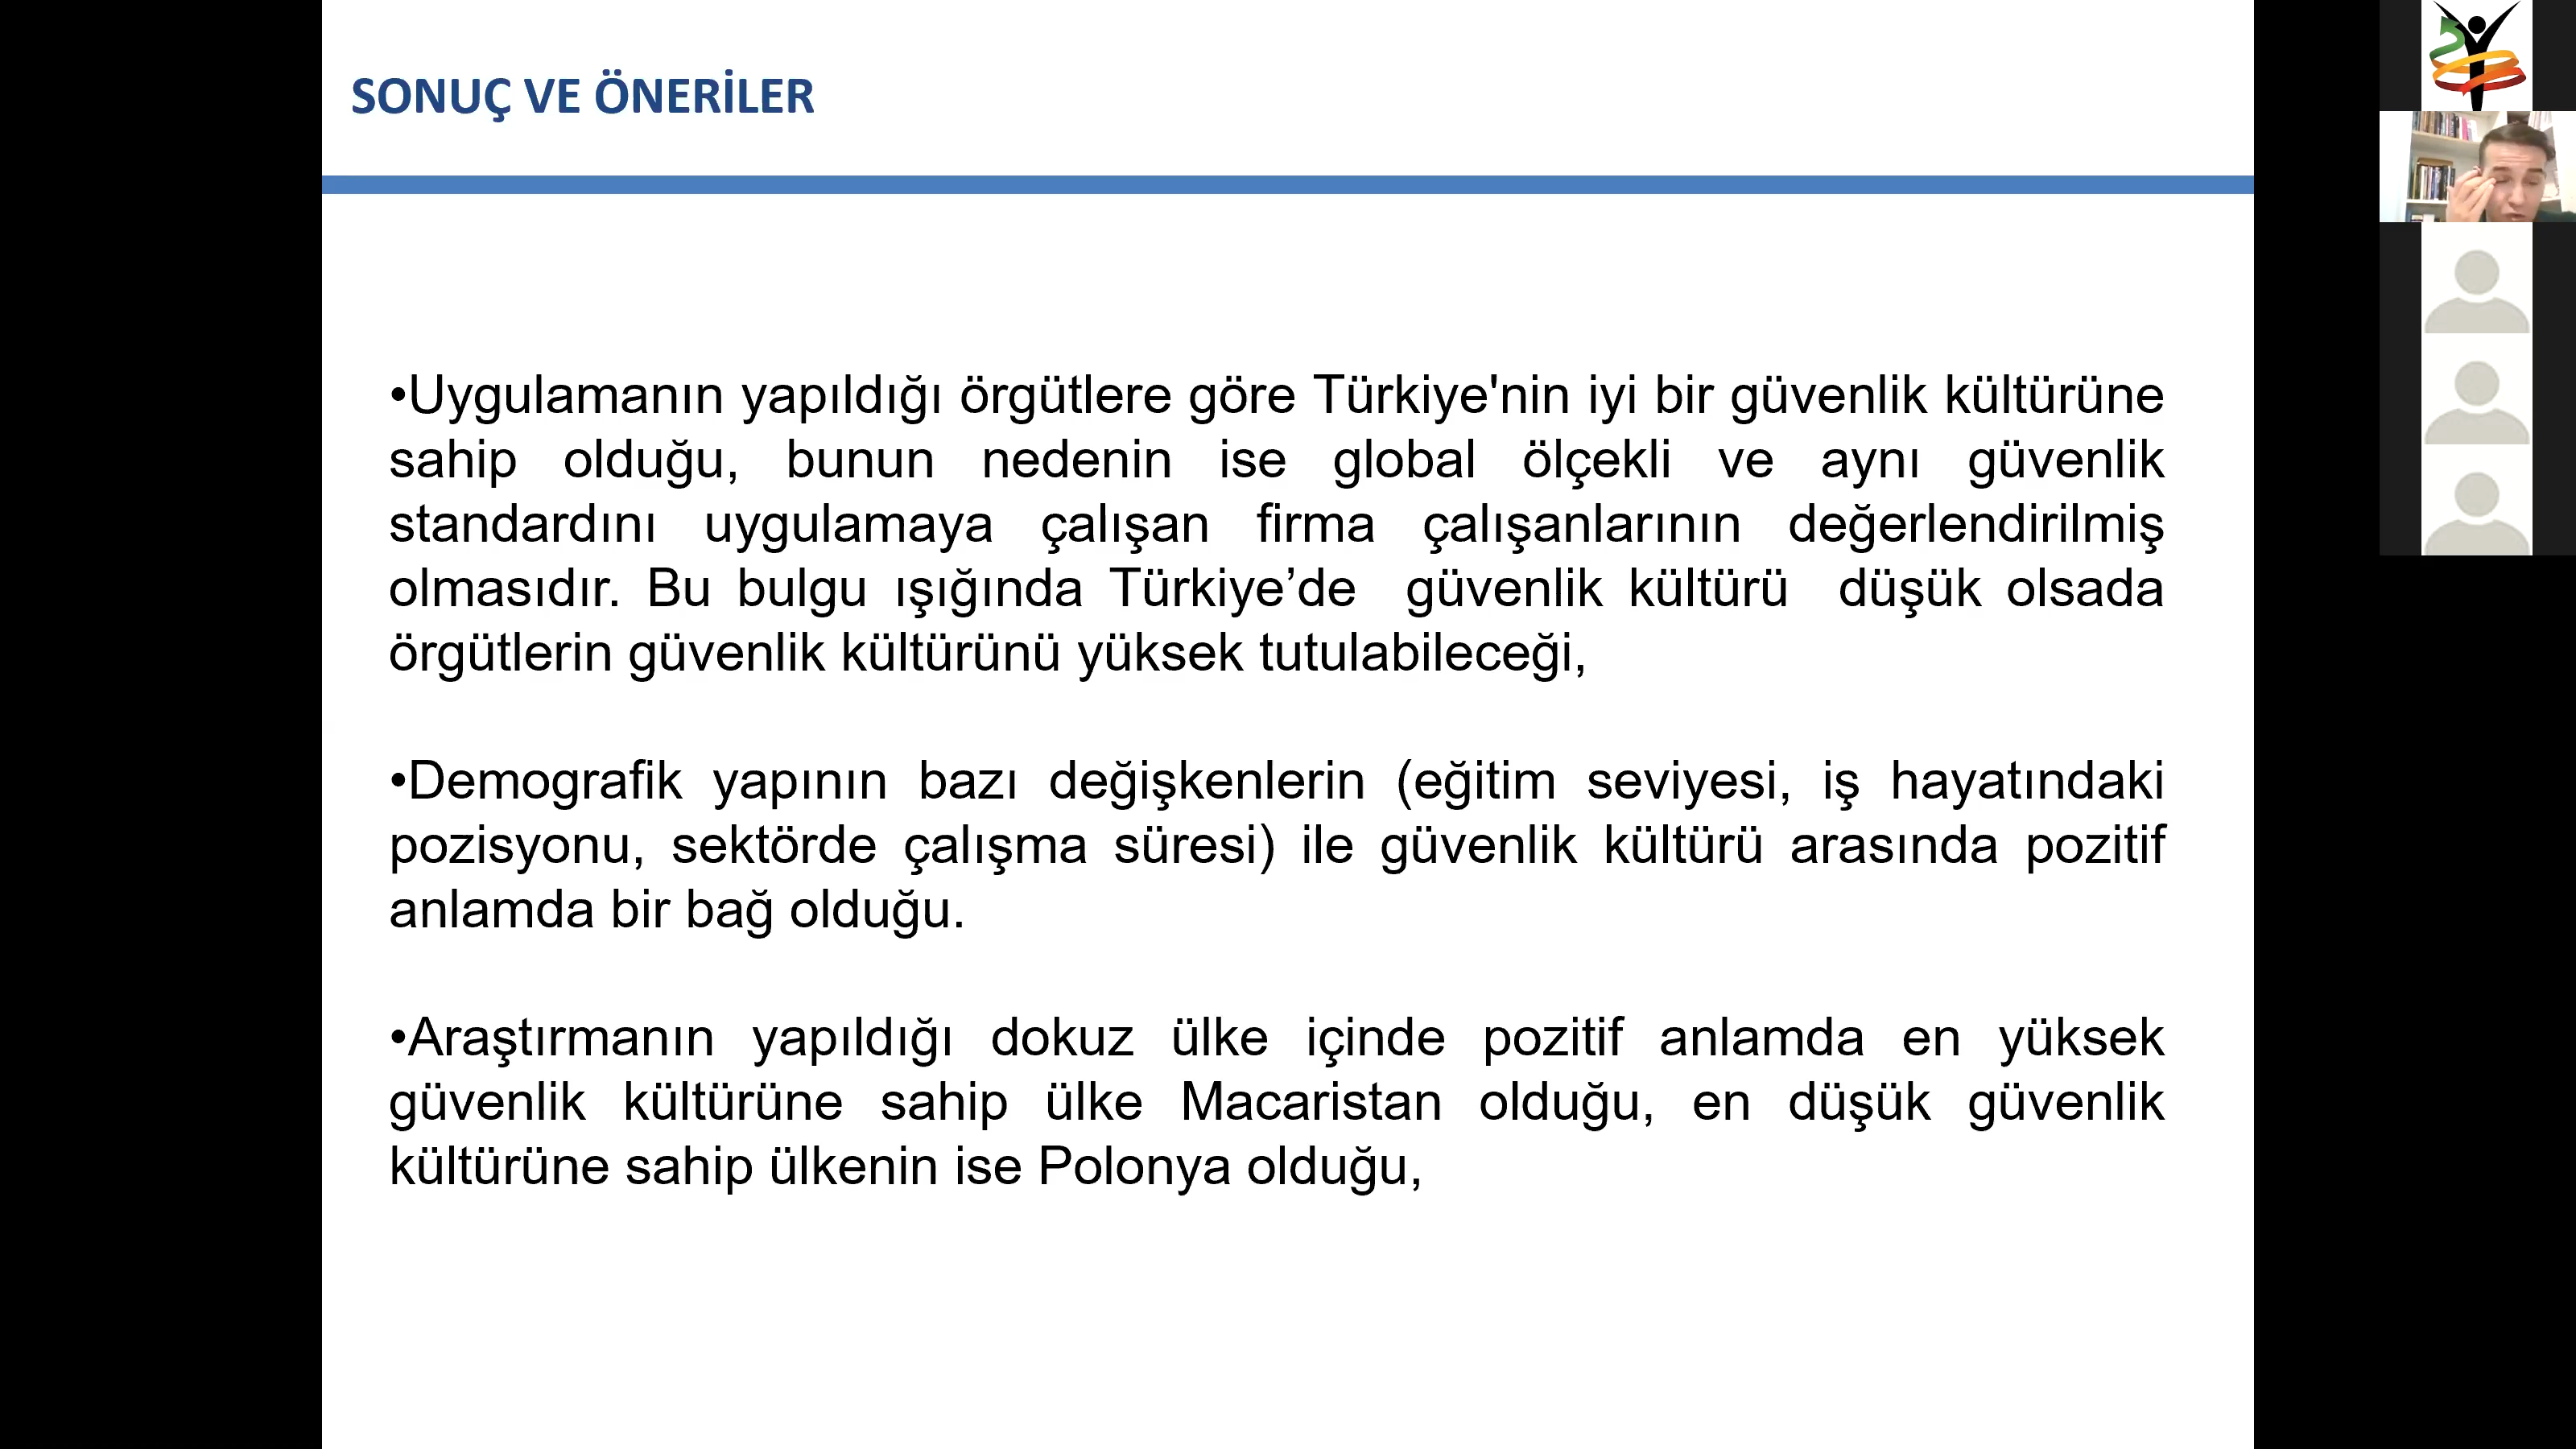 SONUÇ VE ÖNERİLER
•Uygulamanın yapıldığı örgütlere göre Türkiye'nin iyi bir güvenlik kültürüne
sahip olduğu, bunun nedenin ise global ölçekli ve aynı güvenlik
standardını uygulamaya çalışan firma çalışanlarının değerlendirilmiş
olmasıdır. Bu bulgu ışığında Türkiye’de güvenlik kültürü düşük olsada
örgütlerin güvenlik kültürünü yüksek tutulabileceği,
•Demografik yapının bazı değişkenlerin (eğitim seviyesi, iş hayatındaki
pozisyonu, sektörde çalışma süresi) ile güvenlik kültürü arasında pozitif
anlamda bir bağ olduğu.
•Araştırmanın yapıldığı dokuz ülke içinde pozitif anlamda en yüksek
güvenlik kültürüne sahip ülke Macaristan olduğu, en düşük güvenlik
kültürüne sahip ülkenin ise Polonya olduğu,